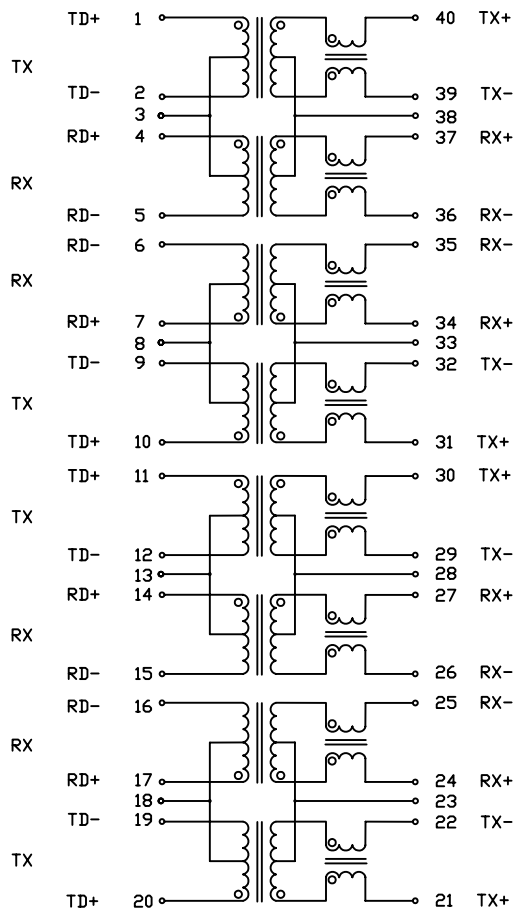 TD+ 1 40 TX+
TX
TD- 2 39 TX-
3 38
RD+ 4 37 RX+
RX
RD- 5 36 RX-
RD- 6 35 RX-
RX
RD+ 7 34 RX+
8 33
TD- 9 32 TX-
TX
TD+ 10 31 TX+
TD+ 11 30 TX+
TX
TD- 12 29 TX-
13 28
RD+ 14 27 RX+
RX
RD- 15 26 RX-
RD- 16 25 RX-
RX
RD+ 17 24 RX+
18 23
TD- 19 22 TX-
TX
TD+ 20 21 TX+